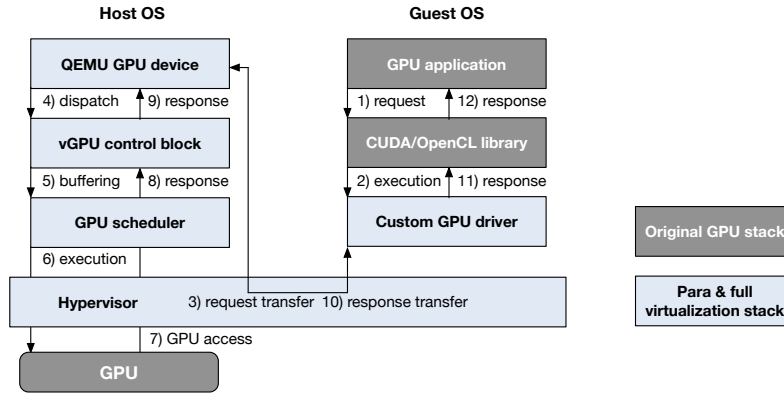 Host OS
Guest OS
QEMU GPU device
GPU application
4) dispatch
9) response
1) request
12) response
vGPU control block
CUDA/OpenCL library
5) buffering
8) response
2) execution
11) response
GPU scheduler
Custom GPU driver
Original GPU stack
6) execution
Hypervisor
3) request transfer
10) response transfer
Para & full
virtualization stack
7) GPU access
GPU